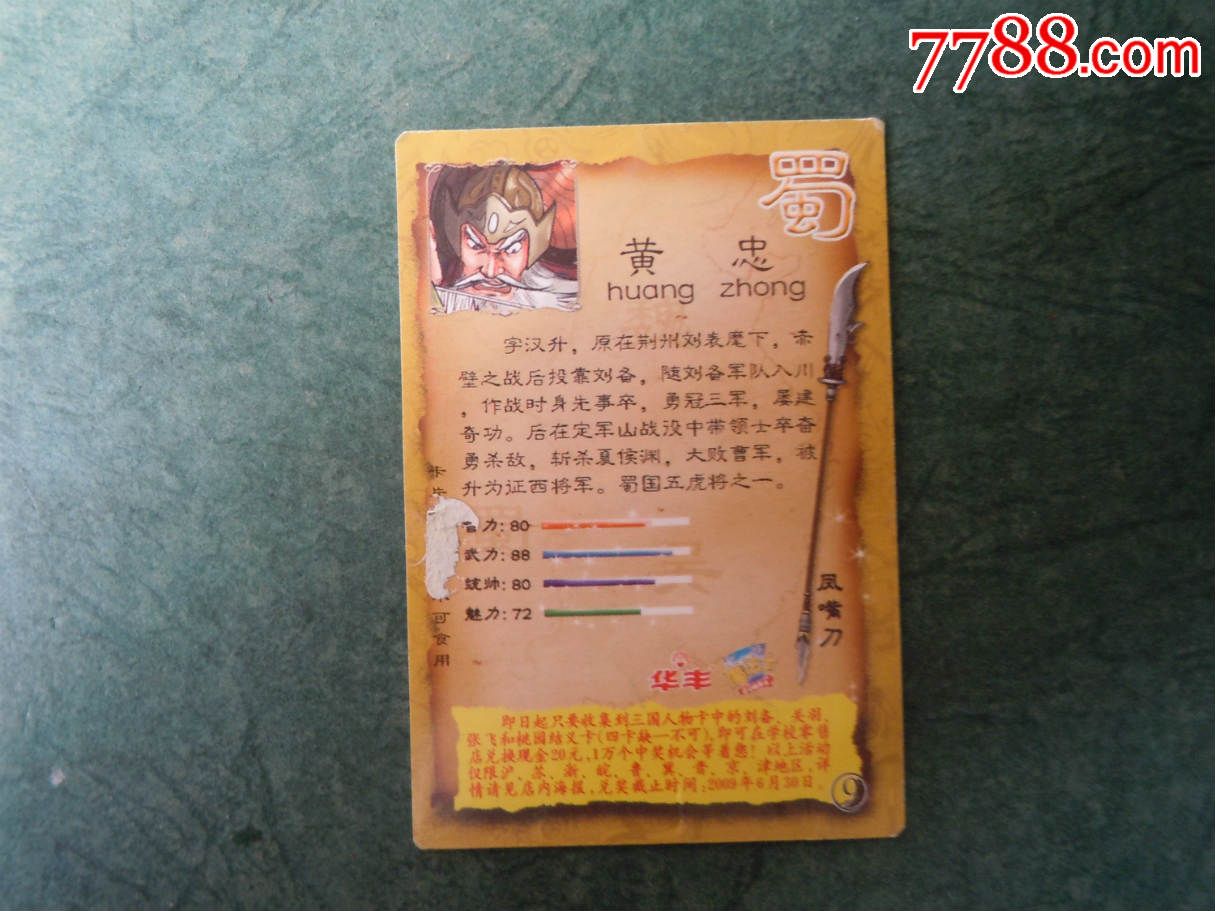 7788.com
蜀
黄 忠
huang zhong
字汉升，原在荆州刘表麾下，赤
壁之战后投靠刘备，随刘备军队入川
，作战时身先事卒，勇冠三军，屡建
奇功。后在定军山战役中带领士卒奋
勇杀敌，斩杀夏侯渊，大败曹军，被
升为征西将军。蜀国五虎将之一。
力：80
武力：88
统帅：80
魅力：72
凤嘴刀
可食用
华丰
即日起只要收集到三国人物卡中的刘备、关羽、
张飞和桃园结义卡(四卡缺一不可)，即可在学校零售
店兑换现金20元，1万个中奖机会等着您！以上活动
仅限沪、苏、浙、皖、鲁、冀、晋、京、津地区，详
情请见店内海报，兑奖截止时间：2009年6月30日。
9